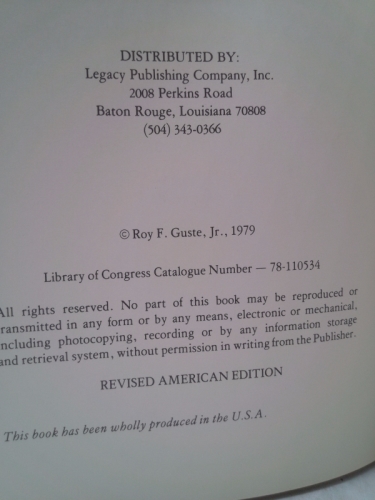 DISTRIBUTED BY:
Legacy Publishing Company, Inc.
2008 Perkins Road
Baton Rouge, Louisiana 70808
(504) 343-0366
© Roy F. Guste, Jr., 1979
Library of Congress Catalogue Number — 78-110534
All rights reserved. No part of this book may be reproduced or
transmitted in any form or by any means, electronic or mechanical,
including photocopying, recording or by any information storage
and retrieval system, without permission in writing from the Publisher.
REVISED AMERICAN EDITION
This book has been wholly produced in the U.S.A.